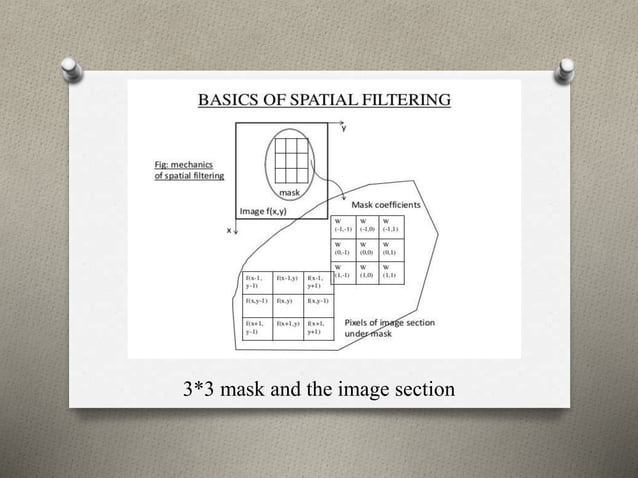 BASICS OF SPATIAL FILTERING
y
Fig: mechanics
of spatial filtering
mask
Image f(x,y)
x
Mask coefficients
W W W
(-1,-1) (-1,0) (-1,1)
W W W
(0,-1) (0,0) (0,1)
W W W
(1,-1) (1,0) (1,1)
f(x-1, f(x-1,y) f(x-1,
y-1) y+1)
f(x,y-1) f(x,y) f(x,y-1)
f(x+1, f(x+1,y) f(x+1,
y-1) y+1)
Pixels of image section
under mask
3*3 mask and the image section